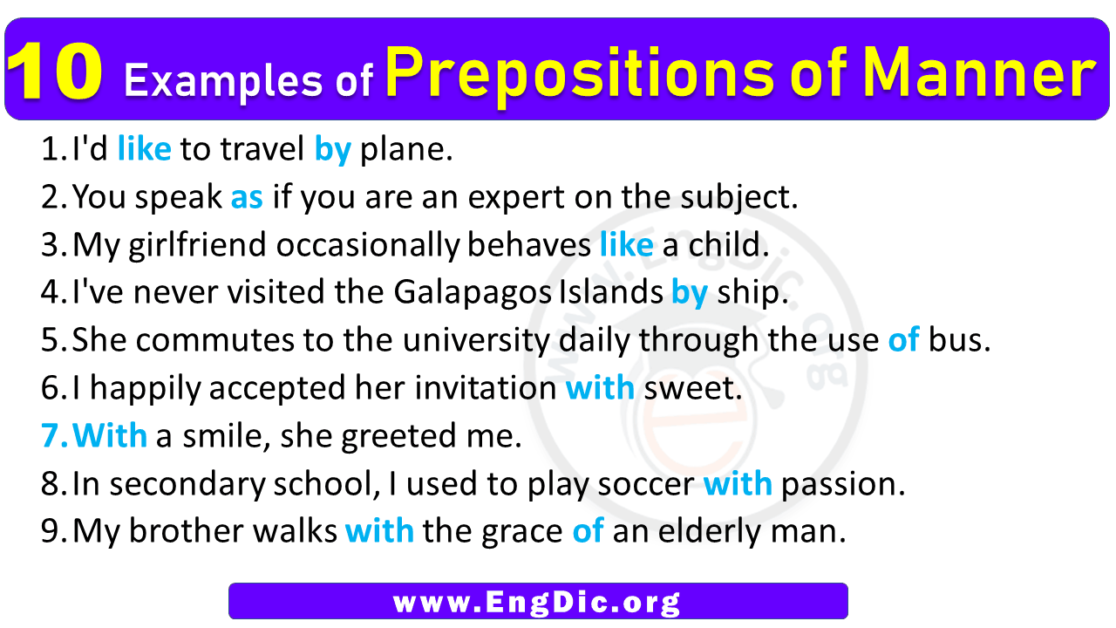 10 Examples of Prepositions of Manner
1. I'd like to travel by plane.
2. You speak as if you are an expert on the subject.
3. My girlfriend occasionally behaves like a child.
4. I've never visited the Galapagos Islands by ship.
5. She commutes to the university daily through the use of bus.
6. I happily accepted her invitation with sweet.
7. With a smile, she greeted me.
8. In secondary school, I used to play soccer with passion.
9. My brother walks with the grace of an elderly man.
www.EngDic.org
www.EngDic.org